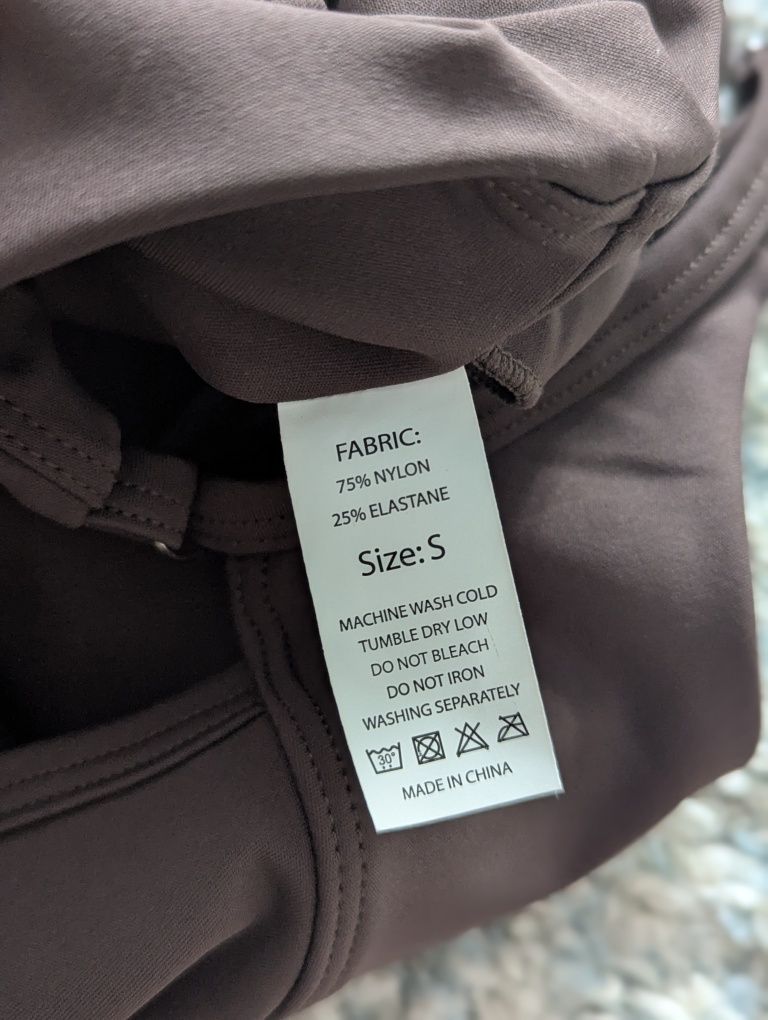 FABRIC:
75% NYLON
25% ELASTANE
Size: S
MACHINE WASH COLD
TUMBLE DRY LOW
DO NOT BLEACH
DO NOT IRON
WASHING SEPARATELY
30°
MADE IN CHINA